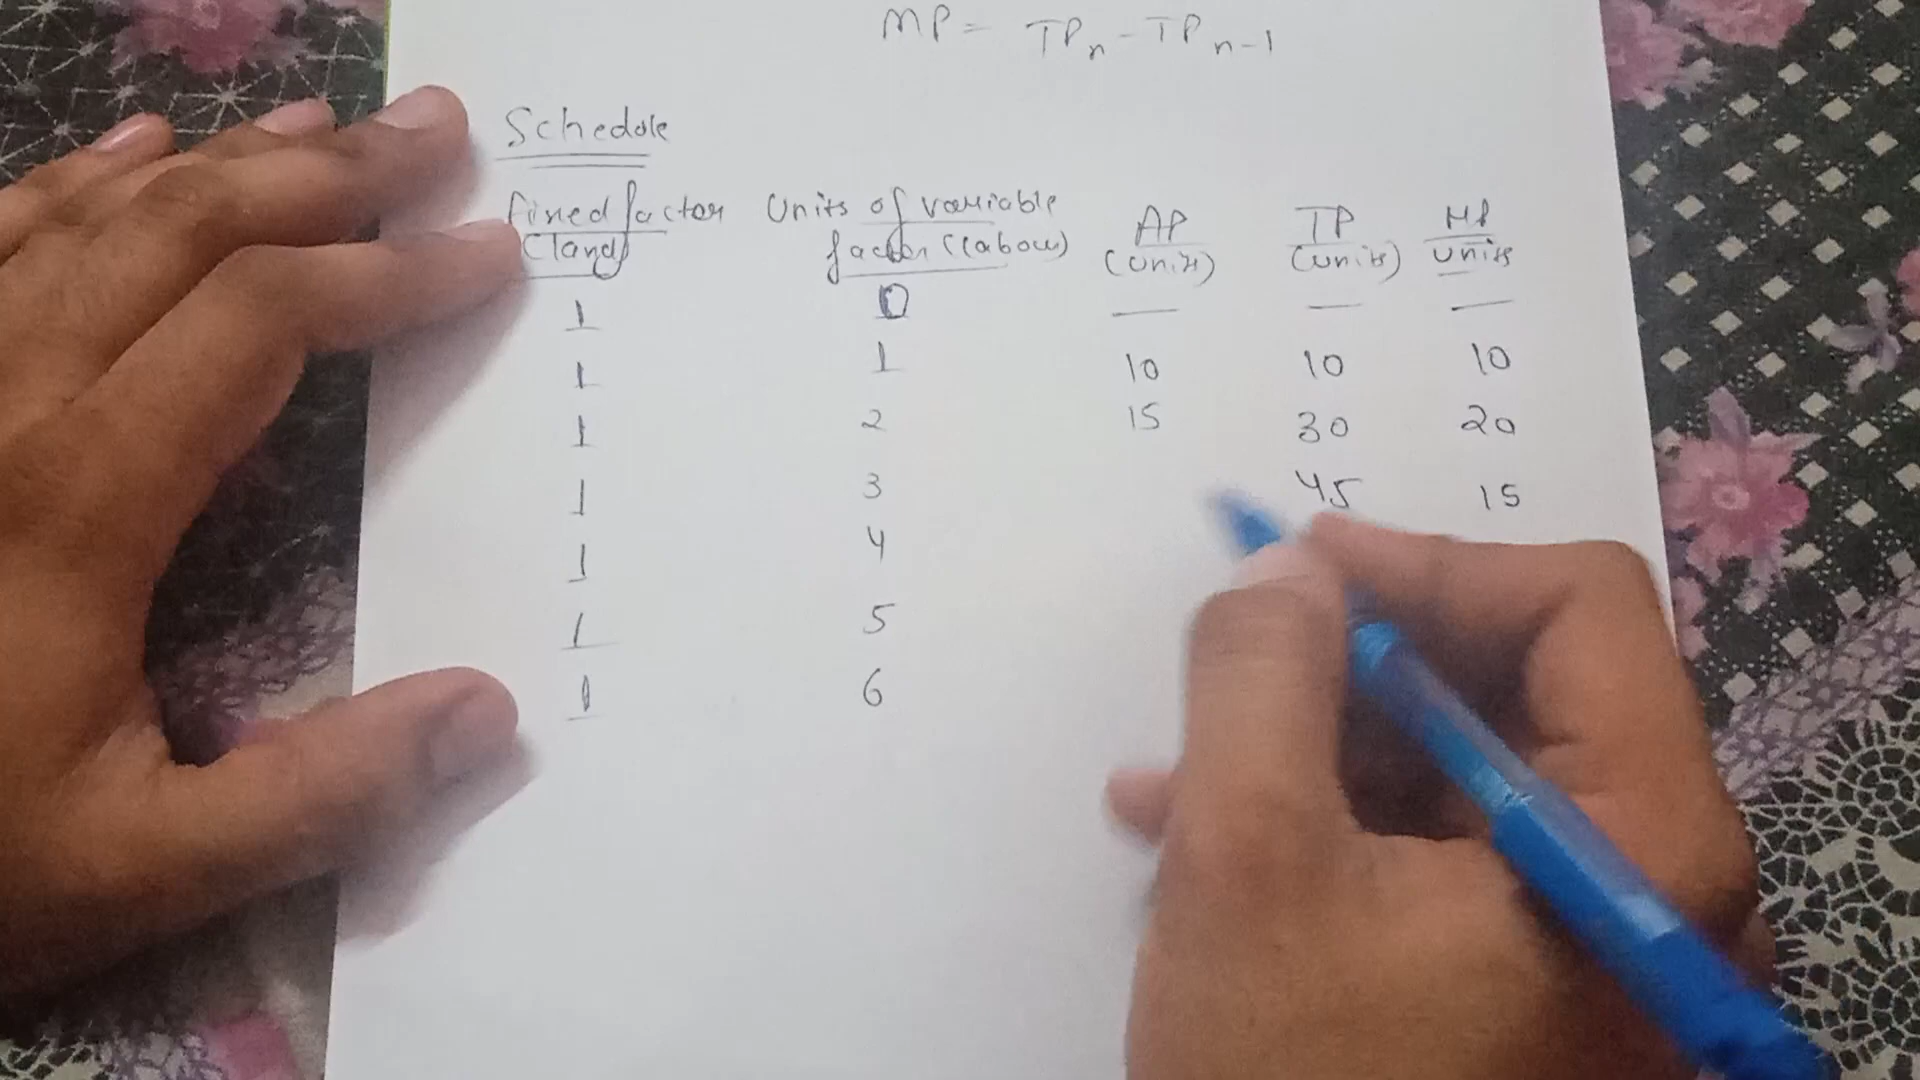 MP = TPn - TPn-1
Schedule
fixed factor Units of variable AP TP MP
(land) factor (labour) (units) (units) units
1 0 — — —
1 1 10 10 10
1 2 15 30 20
1 3 45 15
1 4
1 5
1 6